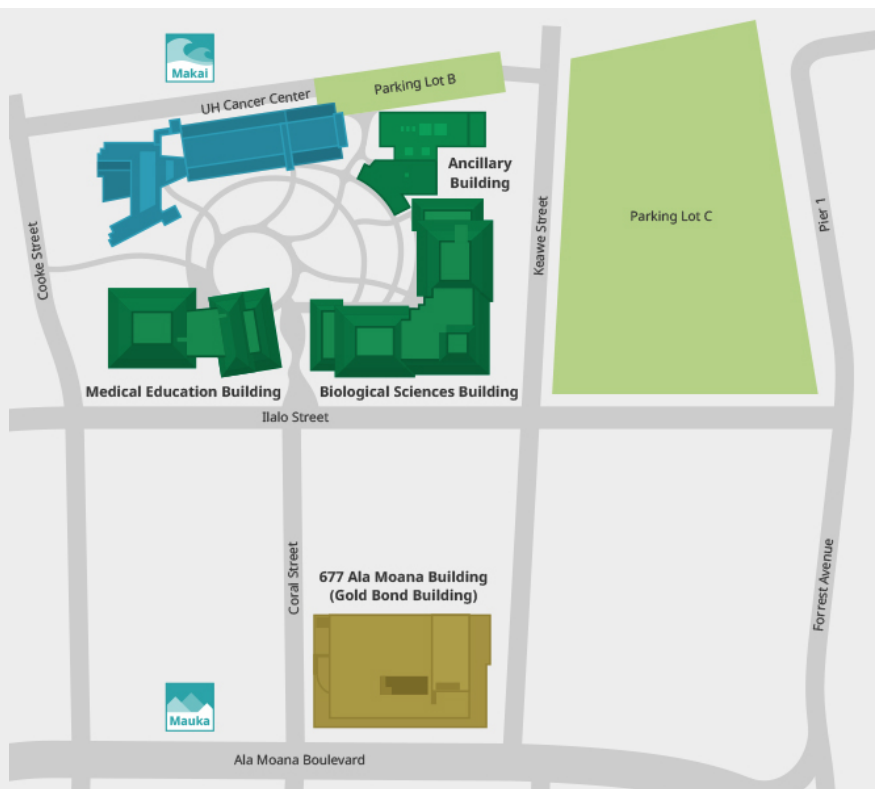 Makai
UH Cancer Center
Parking Lot B
Ancillary
Building
Parking Lot C
Pier 1
Cooke Street
Keawe Street
Medical Education Building
Biological Sciences Building
Ilalo Street
Coral Street
677 Ala Moana Building
(Gold Bond Building)
Forrest Avenue
Mauka
Ala Moana Boulevard